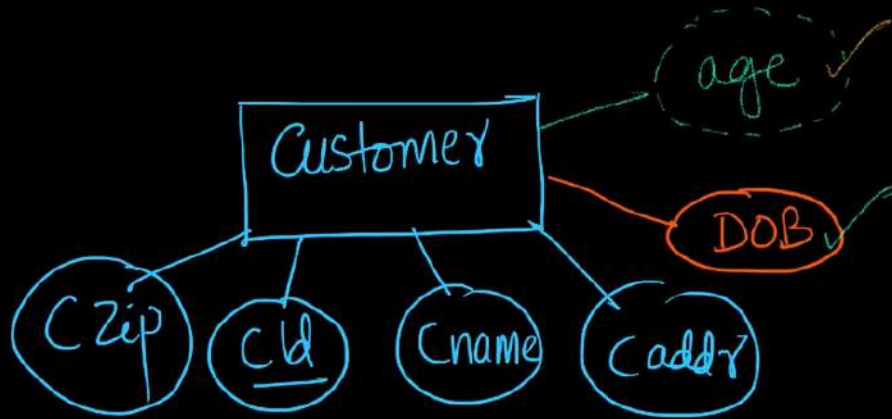 age
Customer
DOB
CZip
CId
Cname
Caddr